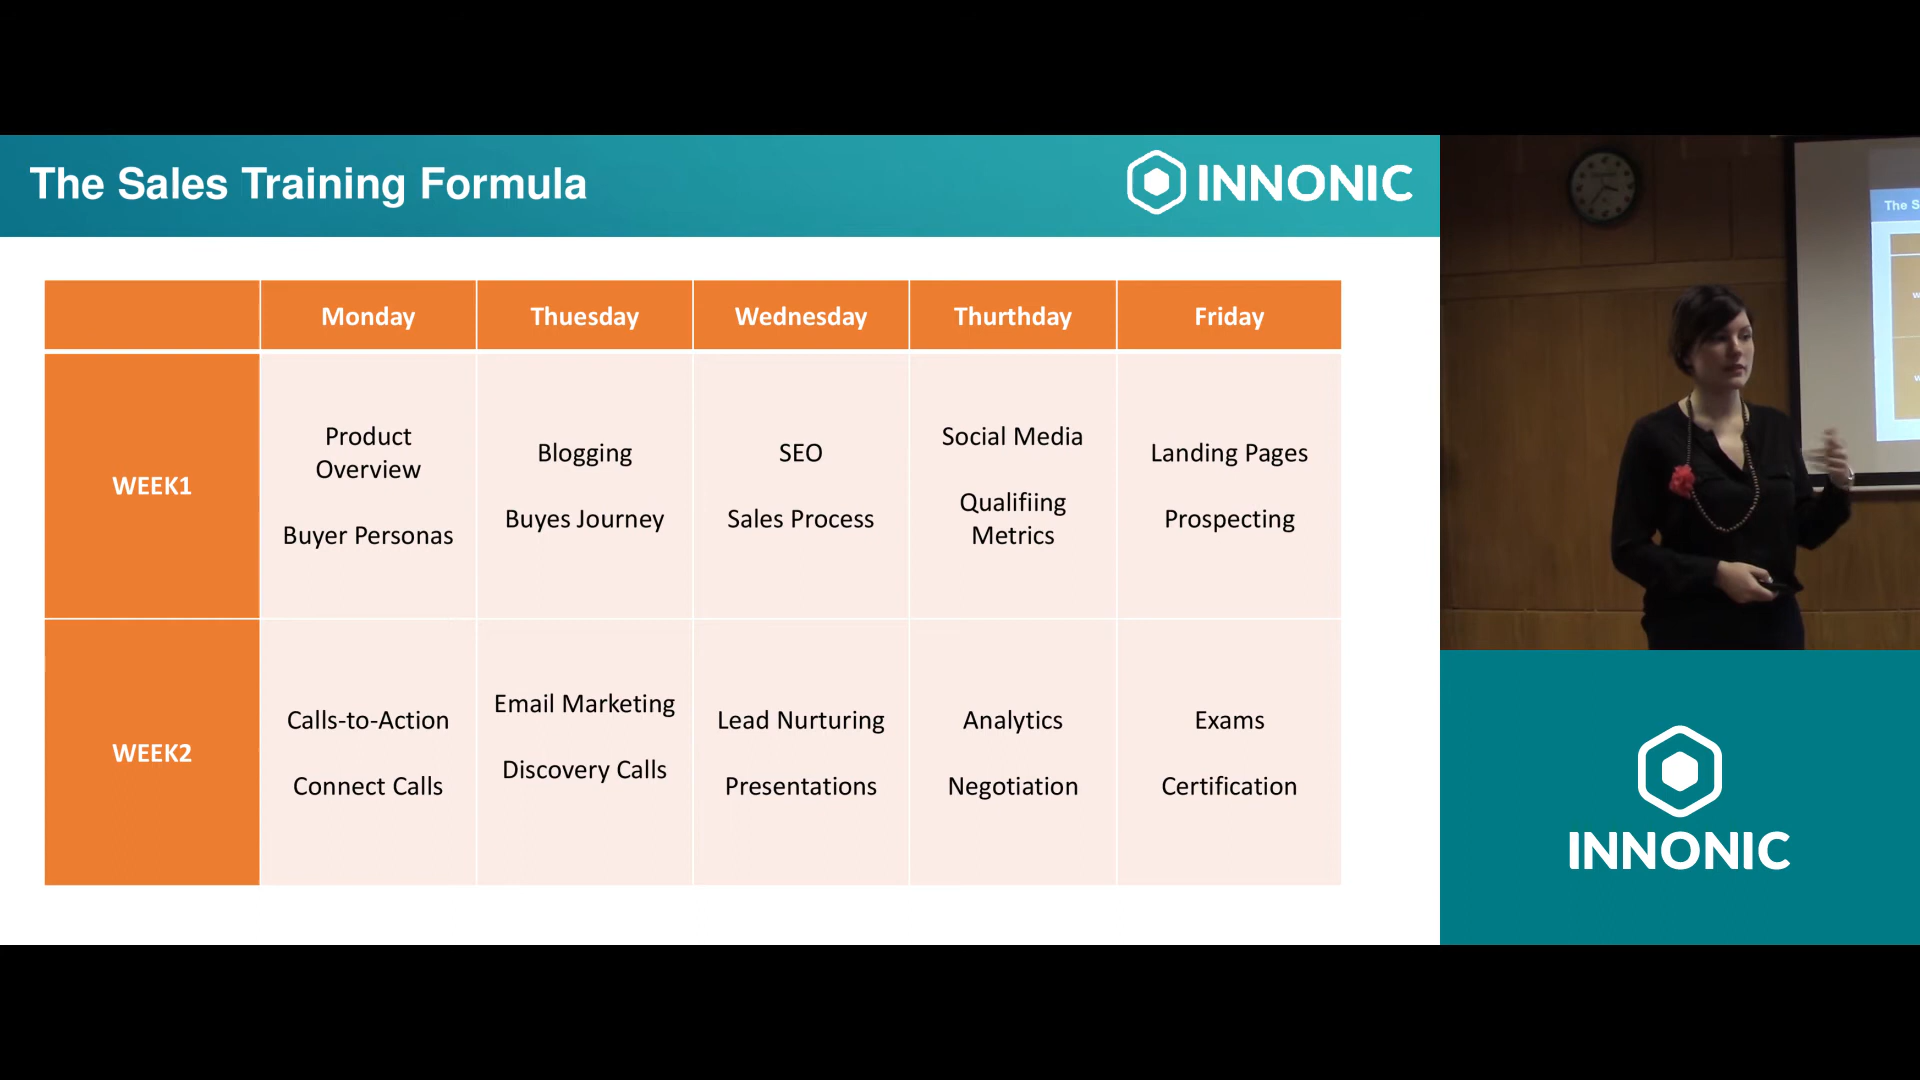 The Sales Training Formula
INNONIC
Monday
Thuesday
Wednesday
Thurthday
Friday
WEEK1
Product
Overview
Buyer Personas
Blogging
Buyes Journey
SEO
Sales Process
Social Media
Qualifiing
Metrics
Landing Pages
Prospecting
WEEK2
Calls-to-Action
Connect Calls
Email Marketing
Discovery Calls
Lead Nurturing
Presentations
Analytics
Negotiation
Exams
Certification
The S
INNONIC